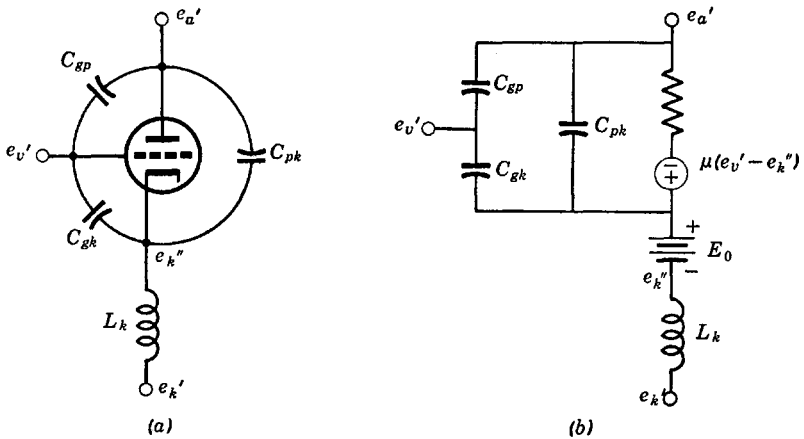 e_a'
C_gp
e_v'
C_pk
C_gk
e_k''
L_k
e_k'
(a)
e_a'
C_gp
e_v'
C_pk
C_gk
μ(e_v' − e_k'')
− +
+
E_0
e_k''
−
L_k
e_k'
(b)